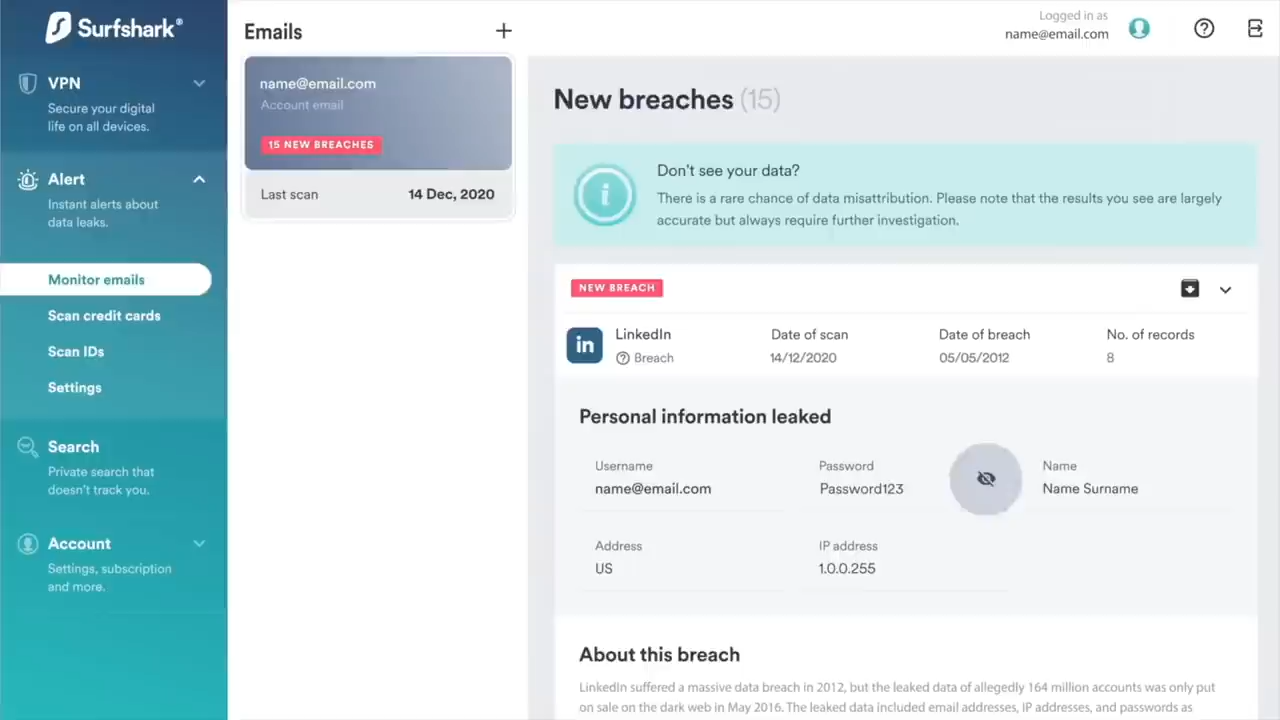 Surfshark®
VPN
Secure your digital
life on all devices.
Alert
Instant alerts about
data leaks.
Monitor emails
Scan credit cards
Scan IDs
Settings
Search
Private search that
doesn't track you.
Account
Settings, subscription
and more.
Emails
name@email.com
Account email
15 NEW BREACHES
Last scan 14 Dec, 2020
Logged in as
name@email.com
New breaches (15)
Don't see your data?
There is a rare chance of data misattribution. Please note that the results you see are largely
accurate but always require further investigation.
NEW BREACH
in LinkedIn Date of scan Date of breach No. of records
Breach 14/12/2020 05/05/2012 8
Personal information leaked
Username Password Name
name@email.com Password123 Name Surname
Address IP address
US 1.0.0.255
About this breach
LinkedIn suffered a massive data breach in 2012, but the leaked data of allegedly 164 million accounts was only put
on sale on the dark web in May 2016. The leaked data included email addresses, IP addresses, and passwords as